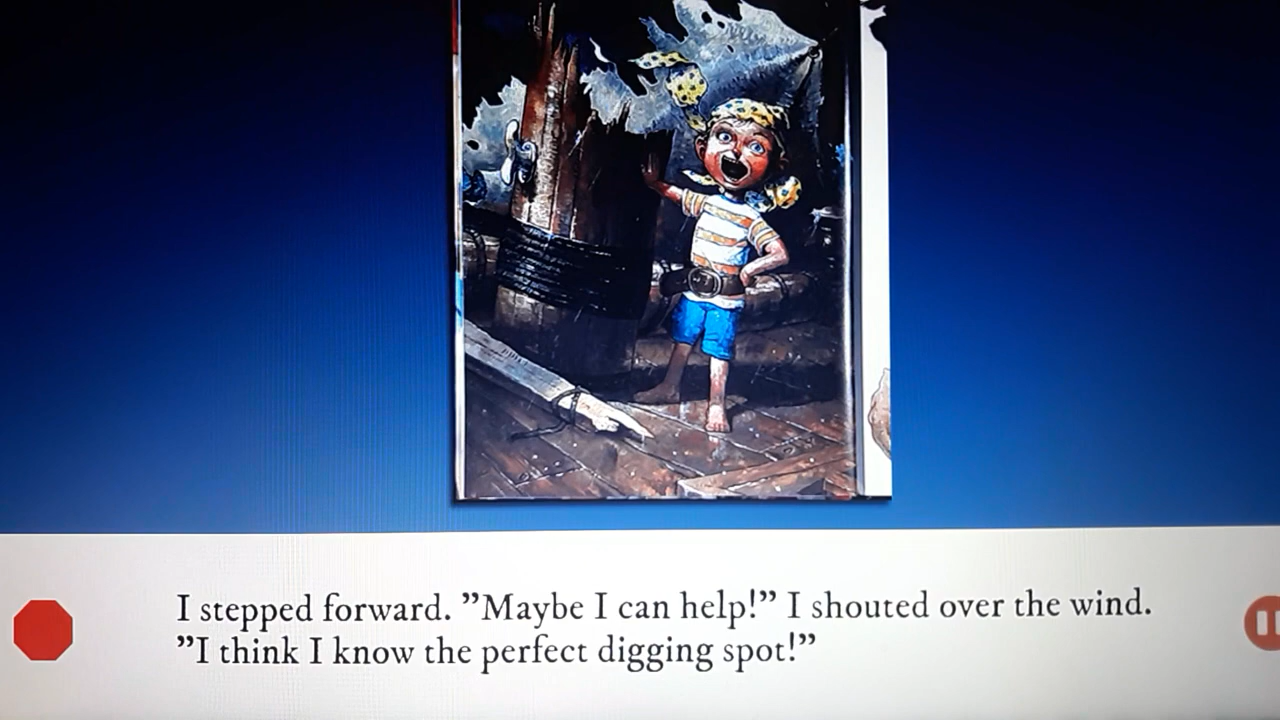 I stepped forward. ”Maybe I can help!” I shouted over the wind.
”I think I know the perfect digging spot!”